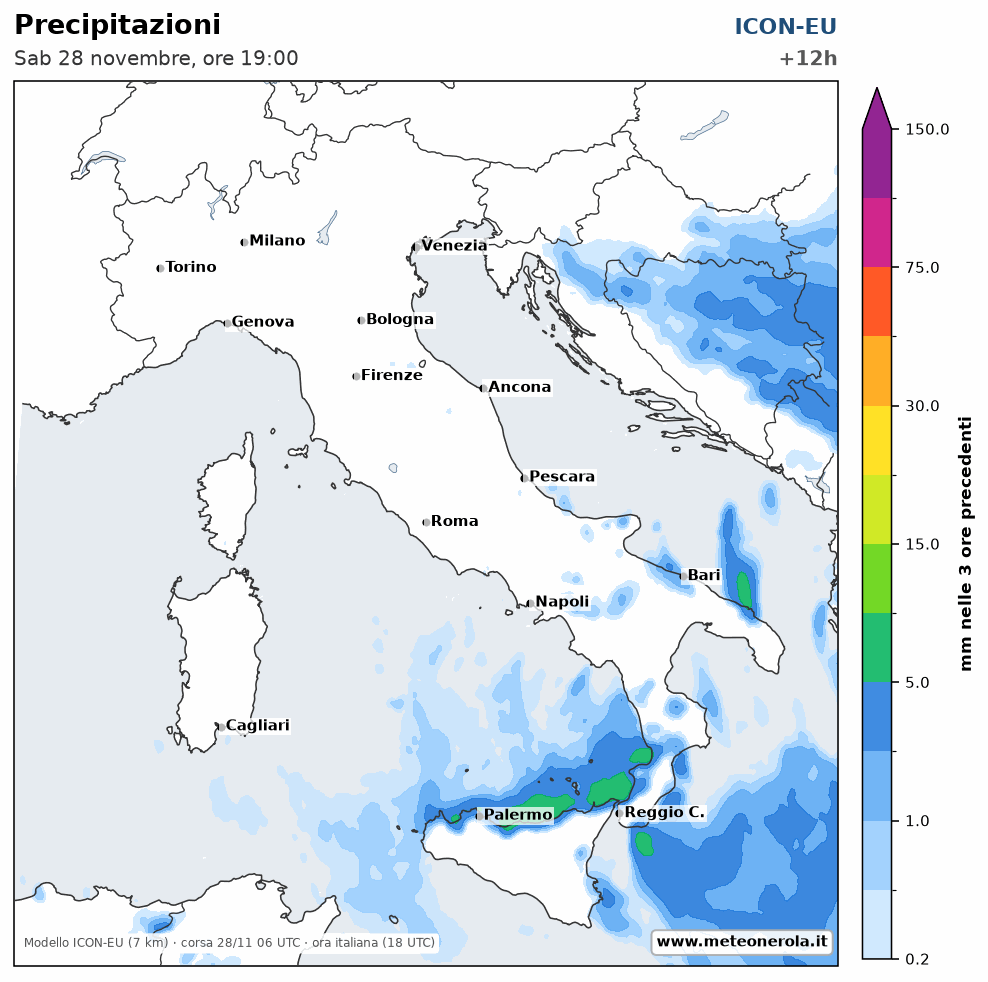 Precipitazioni
ICON-EU
Sab 28 novembre, ore 19:00
+12h
150.0
75.0
30.0
15.0
5.0
1.0
0.2
mm nelle 3 ore precedenti
Milano
Venezia
Torino
Genova
Bologna
Firenze
Ancona
Pescara
Roma
Bari
Napoli
Cagliari
Palermo
Reggio C.
Modello ICON-EU (7 km) · corsa 28/11 06 UTC · ora italiana (18 UTC)
www.meteonerola.it